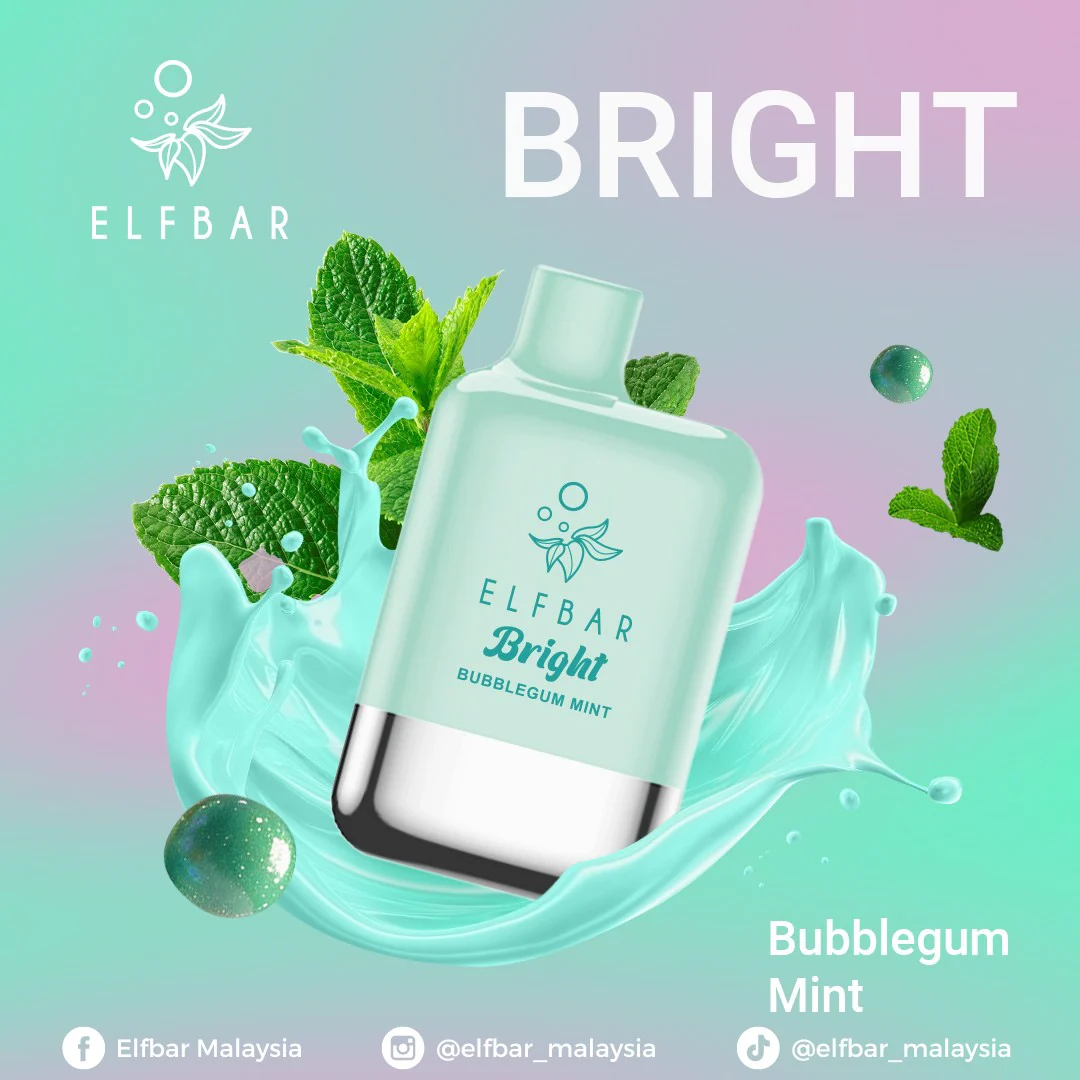 ELFBAR
BRIGHT
ELFBAR
Bright
BUBBLEGUM MINT
Bubblegum
Mint
Elfbar Malaysia
@elfbar_malaysia
@elfbar_malaysia